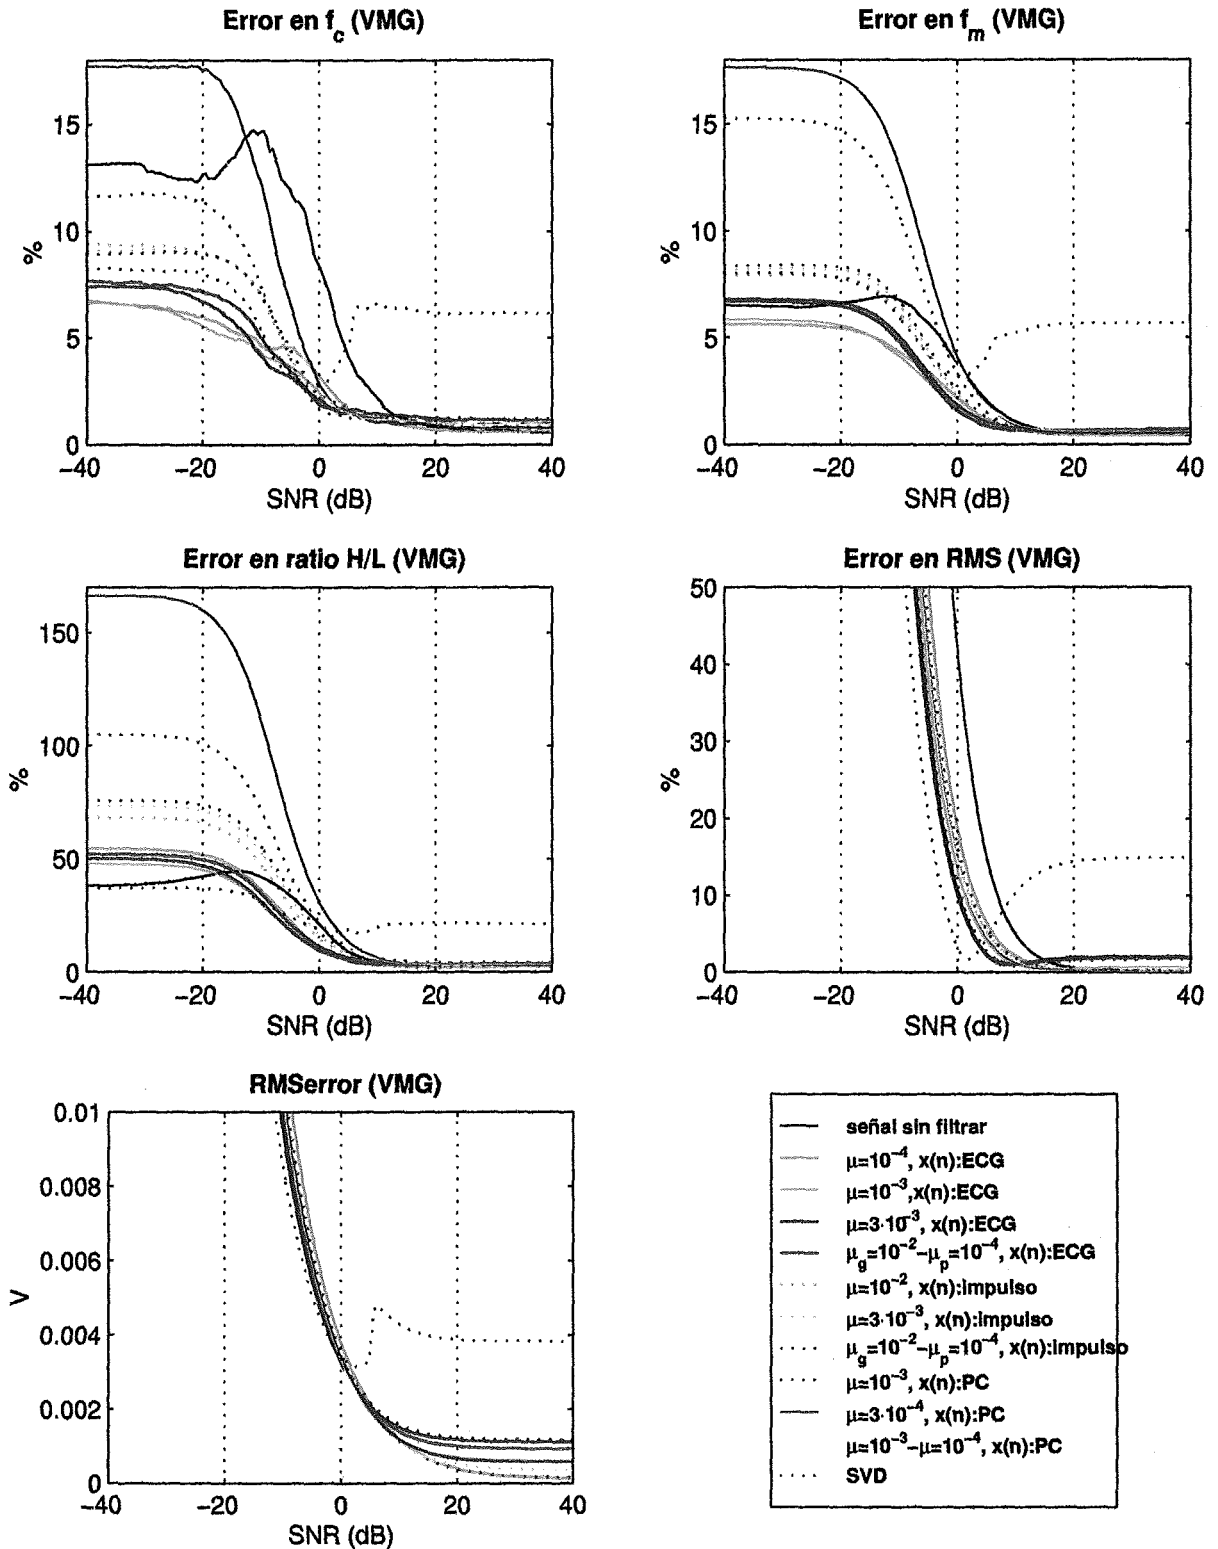 Error en f_c (VMG)
Error en f_m (VMG)
%
15
10
5
0
-40 -20 0 20 40
SNR (dB)
%
15
10
5
0
-40 -20 0 20 40
SNR (dB)
Error en ratio H/L (VMG)
Error en RMS (VMG)
%
150
100
50
0
-40 -20 0 20 40
SNR (dB)
%
50
40
30
20
10
0
-40 -20 0 20 40
SNR (dB)
RMSerror (VMG)
V
0.01
0.008
0.006
0.004
0.002
0
-40 -20 0 20 40
SNR (dB)
señal sin filtrar
μ=10^-4, x(n):ECG
μ=10^-3,x(n):ECG
μ=3·10^-3, x(n):ECG
μ_g=10^-2-μ_p=10^-4, x(n):ECG
μ=10^-2, x(n):impulso
μ=3·10^-3, x(n):impulso
μ_g=10^-2-μ_p=10^-4, x(n):impulso
μ=10^-3, x(n):PC
μ=3·10^-4, x(n):PC
μ=10^-3-μ=10^-4, x(n):PC
SVD